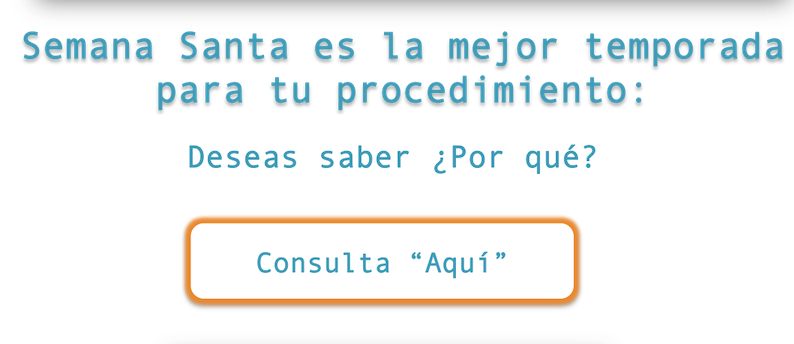 Semana Santa es la mejor temporada
para tu procedimiento:
Deseas saber ¿Por qué?
Consulta “Aquí”